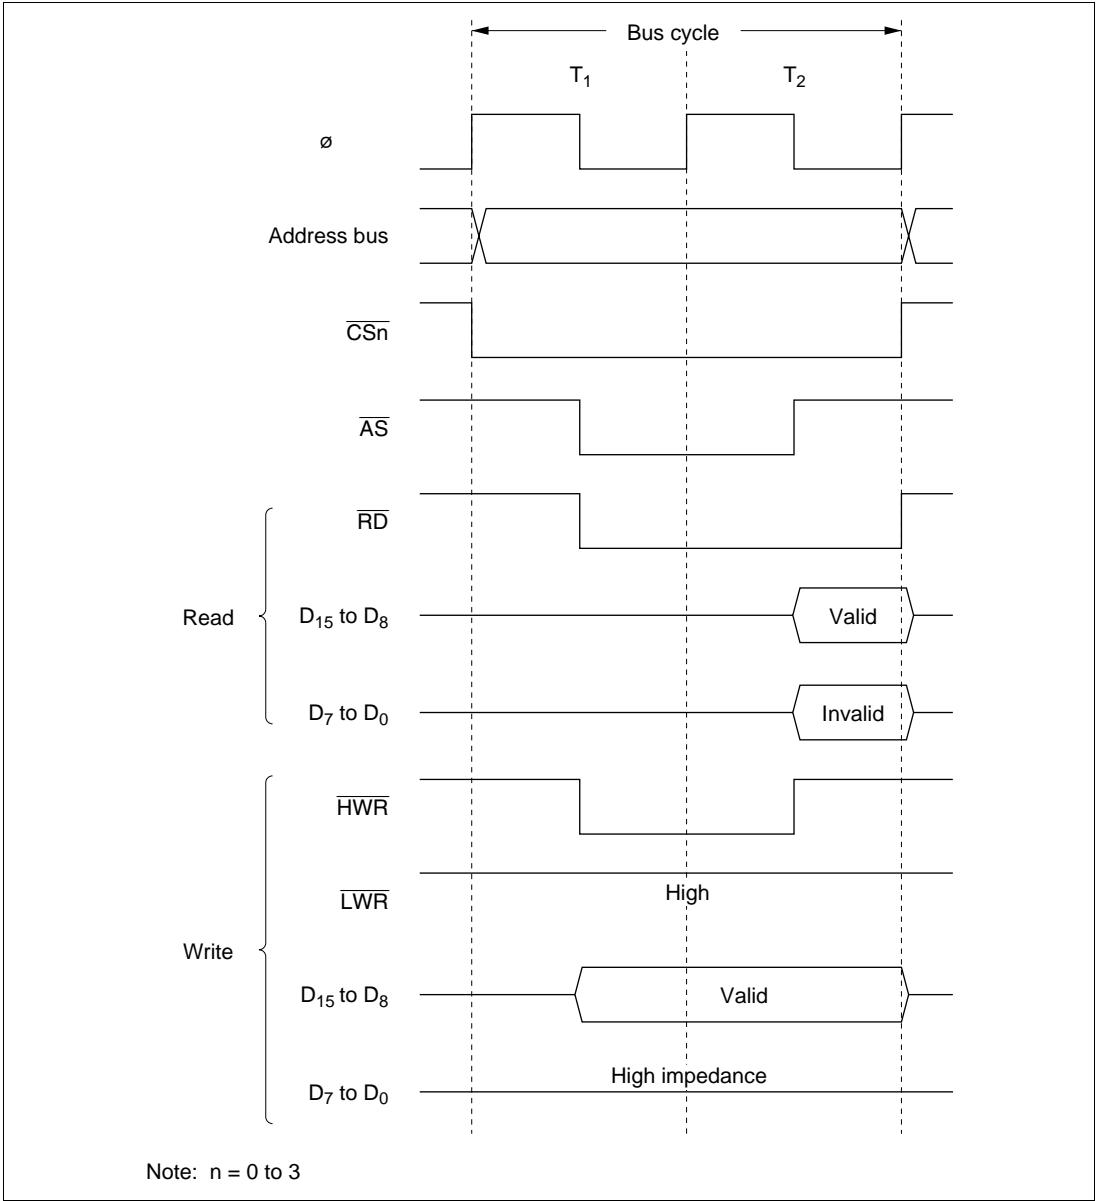 Bus cycle
T1 T2
ø
Address bus
CSn
AS
RD
Read D15 to D8 Valid
D7 to D0 Invalid
HWR
High
LWR
Write
D15 to D8 Valid
High impedance
D7 to D0
Note: n = 0 to 3